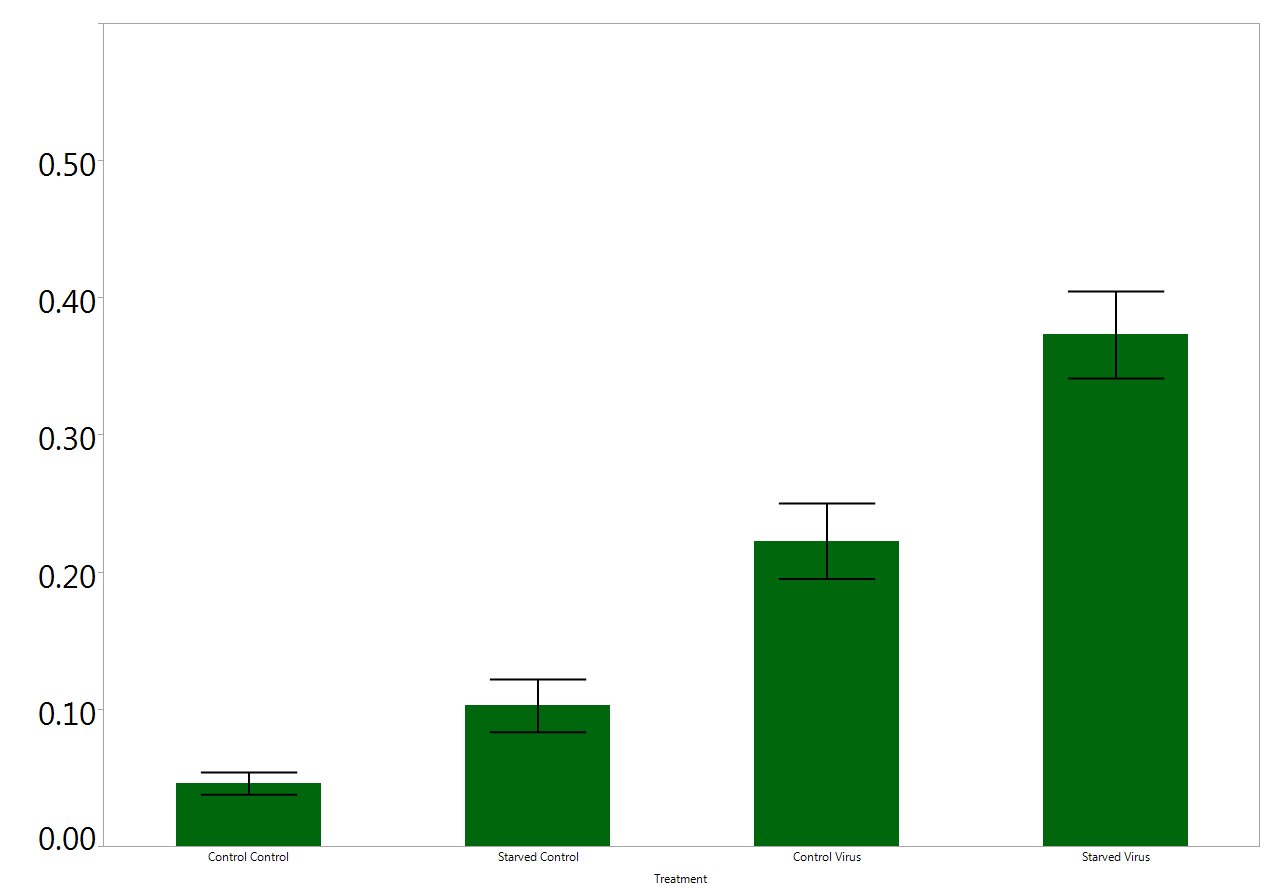 0.50
0.40
0.30
0.20
0.10
0.00
Control Control
Starved Control
Control Virus
Starved Virus
Treatment